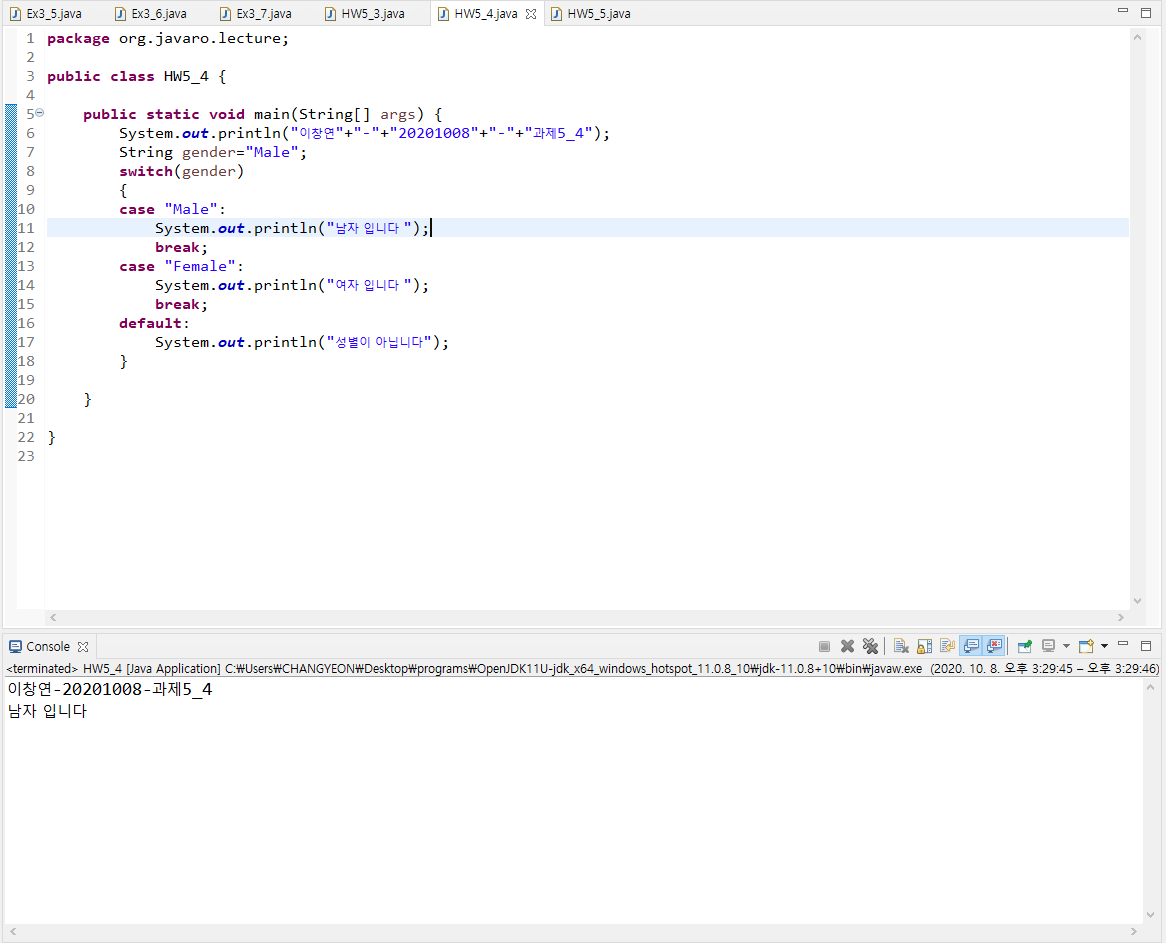 Ex3_5.java Ex3_6.java Ex3_7.java HW5_3.java HW5_4.java HW5_5.java
1 package org.javaro.lecture;
2
3 public class HW5_4 {
4
5 public static void main(String[] args) {
6 System.out.println("이창연"+"-"+"20201008"+"-"+"과제5_4");
7 String gender="Male";
8 switch(gender)
9 {
10 case "Male":
11 System.out.println("남자 입니다 ");
12 break;
13 case "Female":
14 System.out.println("여자 입니다 ");
15 break;
16 default:
17 System.out.println("성별이 아닙니다");
18 }
19
20 }
21
22 }
23
Console
<terminated> HW5_4 [Java Application] C:₩Users₩CHANGYEON₩Desktop₩programs₩OpenJDK11U-jdk_x64_windows_hotspot_11.0.8_10₩jdk-11.0.8+10₩bin₩javaw.exe (2020. 10. 8. 오후 3:29:45 – 오후 3:29:46)
이창연-20201008-과제5_4
남자 입니다